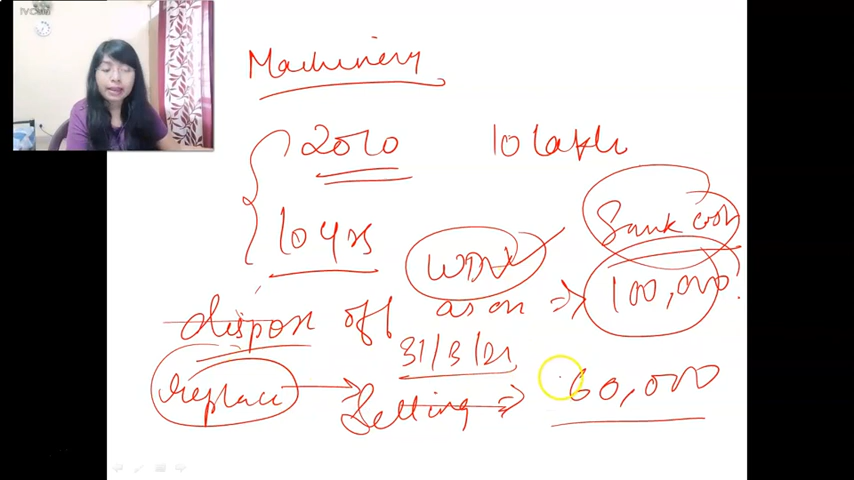 Machinery
2010 10 lakh
10 yrs WDV Sunk cost
dispose off as on => 100,000
31/3/21
replace → Selling => 60,000